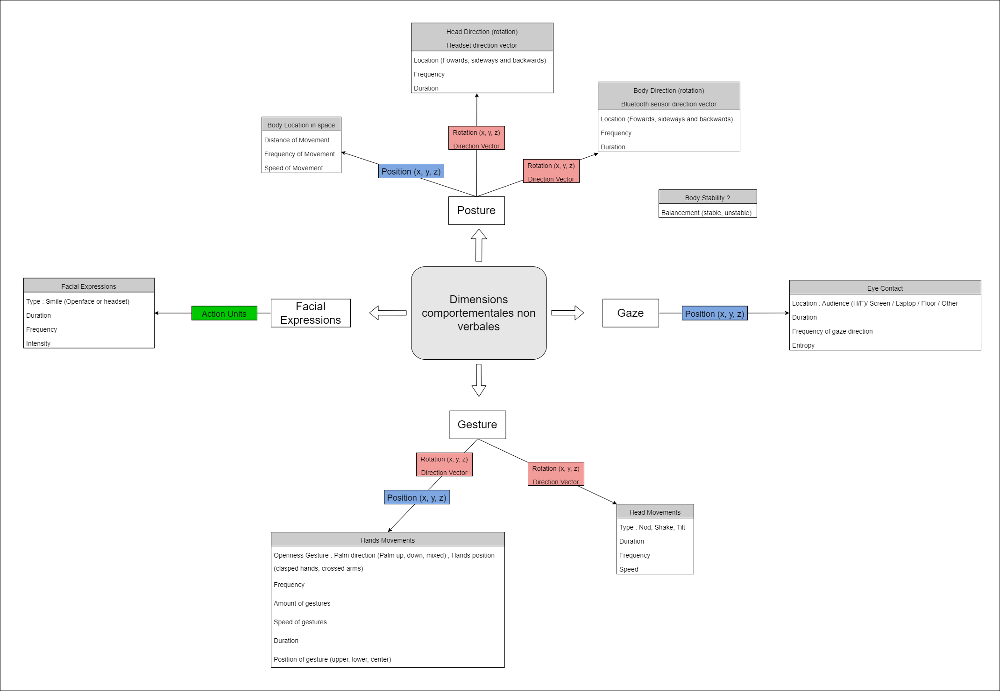 Head Direction (rotation)
Headset direction vector
Location (Fowards, sideways and backwards)
Frequency
Duration
Body Direction (rotation)
Bluetooth sensor direction vector
Location (Fowards, sideways and backwards)
Frequency
Duration
Body Location in space
Distance of Movement
Frequency of Movement
Speed of Movement
Rotation (x, y, z)
Direction Vector
Rotation (x, y, z)
Direction Vector
Position (x, y, z)
Body Stability ?
Balancement (stable, unstable)
Posture
Facial Expressions
Type : Smile (Openface or headset)
Duration
Frequency
Intensity
Action Units
Facial
Expressions
Dimensions
comportementales non
verbales
Gaze
Position (x, y, z)
Eye Contact
Location : Audience (H/F)/ Screen / Laptop / Floor / Other
Duration
Frequency of gaze direction
Entropy
Gesture
Rotation (x, y, z)
Direction Vector
Position (x, y, z)
Rotation (x, y, z)
Direction Vector
Head Movements
Type : Nod, Shake, Tilt
Duration
Frequency
Speed
Hands Movements
Openness Gesture : Palm direction (Palm up, down, mixed) , Hands position
(clasped hands, crossed arms)
Frequency
Amount of gestures
Speed of gestures
Duration
Position of gesture (upper, lower, center)